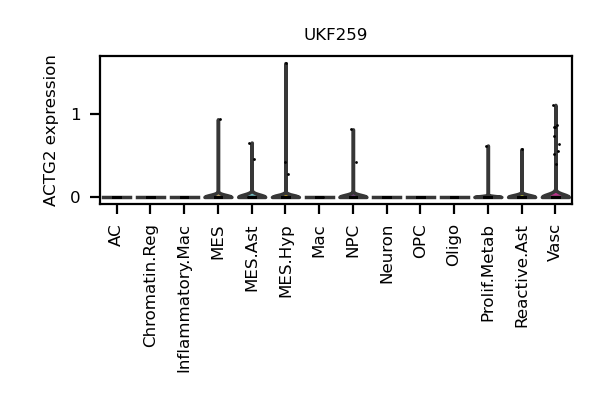 UKF259
ACTG2 expression
1
0
AC
Chromatin.Reg
Inflammatory.Mac
MES
MES.Ast
MES.Hyp
Mac
NPC
Neuron
OPC
Oligo
Prolif.Metab
Reactive.Ast
Vasc